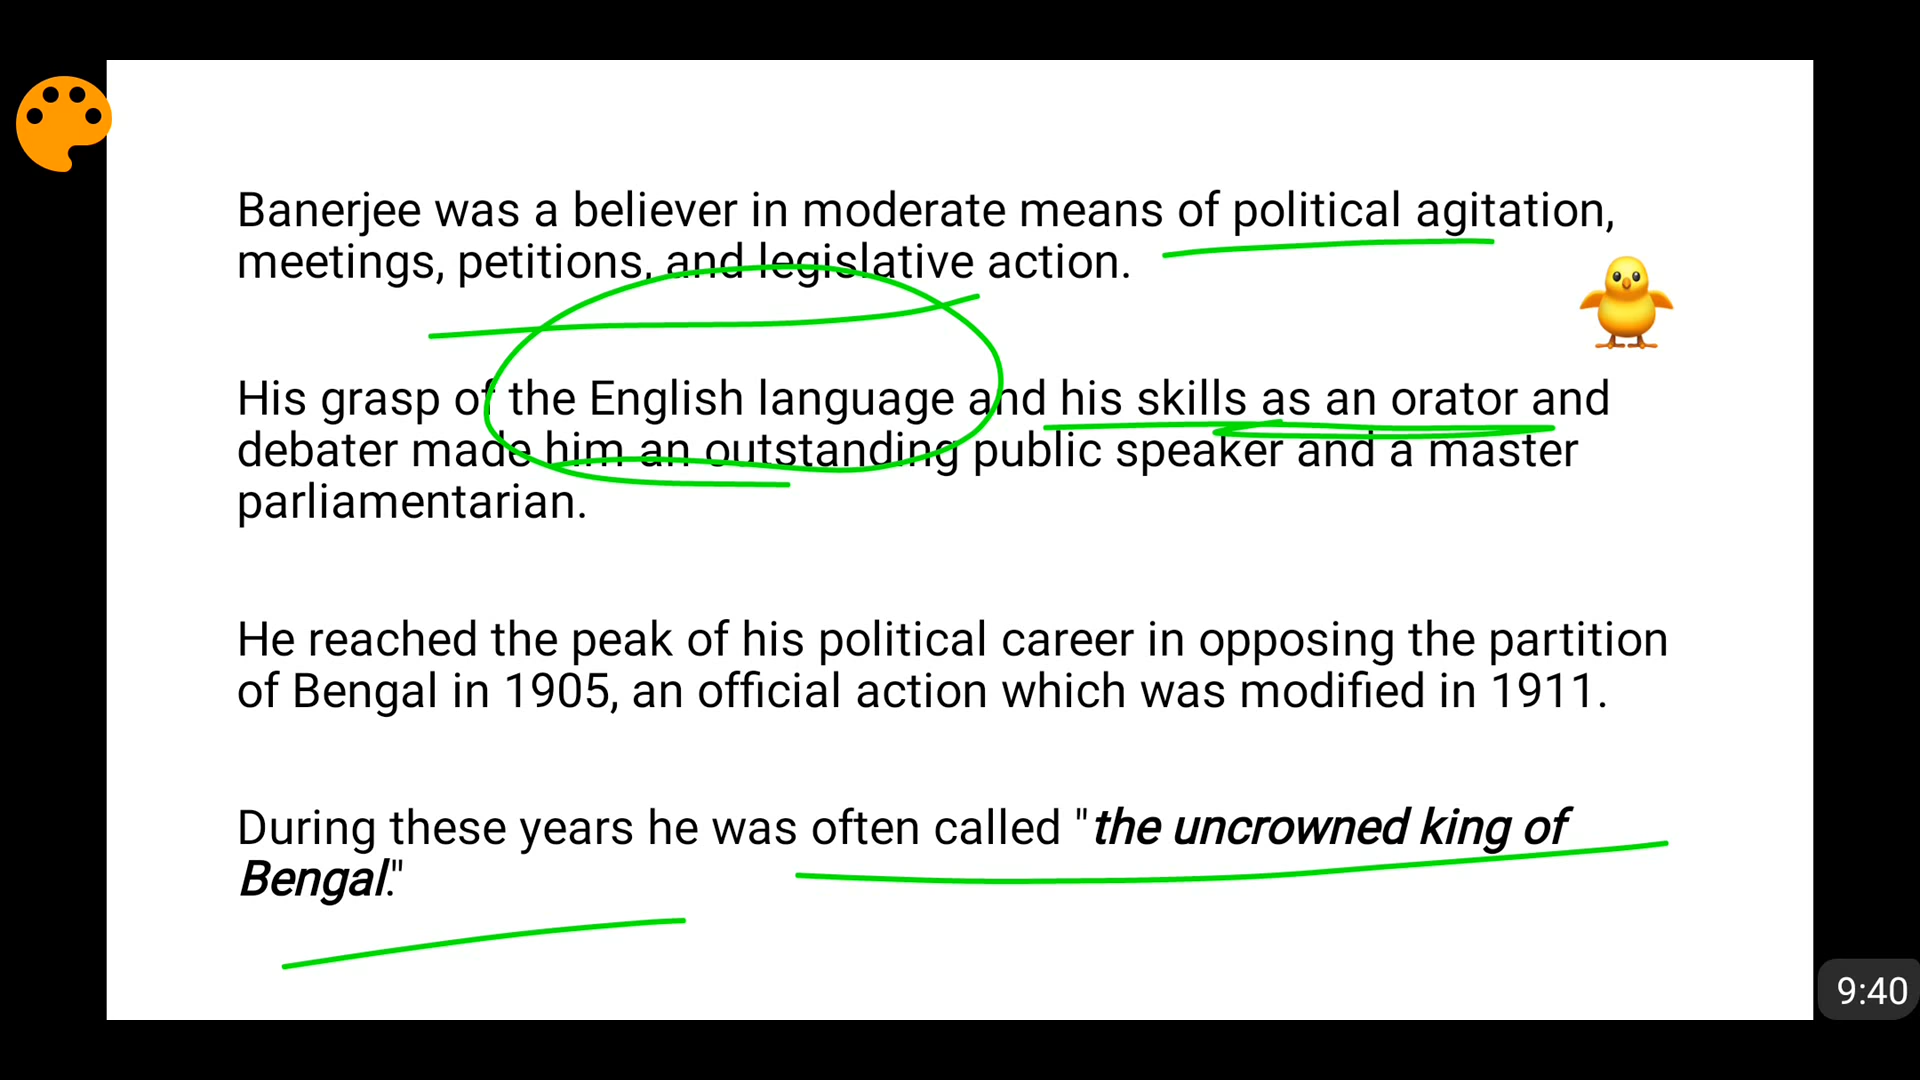 Banerjee was a believer in moderate means of political agitation,
meetings, petitions, and legislative action.
His grasp of the English language and his skills as an orator and
debater made him an outstanding public speaker and a master
parliamentarian.
He reached the peak of his political career in opposing the partition
of Bengal in 1905, an official action which was modified in 1911.
During these years he was often called "the uncrowned king of
Bengal."
9:40